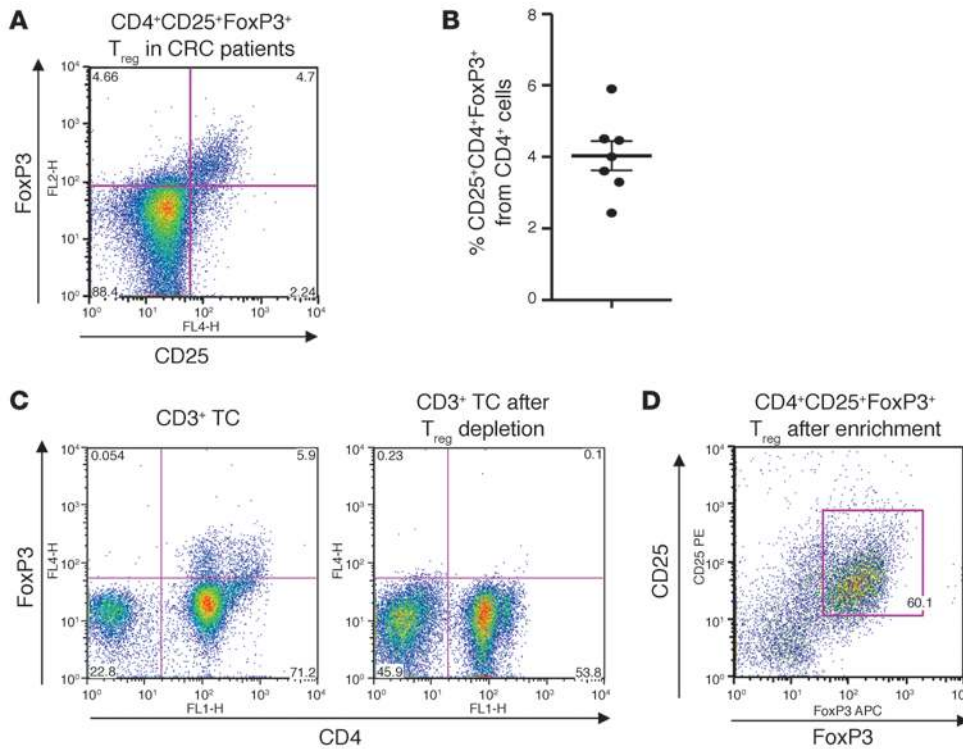 A
CD4⁺CD25⁺FoxP3⁺
T_reg in CRC patients
FoxP3
FL2-H
10⁴
10³
10²
10¹
10⁰
4.66
4.7
88.4
2.24
10⁰ 10¹ 10² 10³ 10⁴
FL4-H
CD25
B
% CD25⁺CD4⁺FoxP3⁺
from CD4⁺ cells
8
6
4
2
0
C
CD3⁺ TC
FoxP3
FL4-H
10⁴
10³
10²
10¹
10⁰
0.054
5.9
22.8
71.2
10⁰ 10¹ 10² 10³ 10⁴
FL1-H
CD3⁺ TC after
T_reg depletion
FL4-H
10⁴
10³
10²
10¹
10⁰
0.23
0.1
45.9
53.8
10⁰ 10¹ 10² 10³ 10⁴
FL1-H
CD4
D
CD4⁺CD25⁺FoxP3⁺
T_reg after enrichment
CD25
CD25 PE
10⁴
10³
10²
10¹
10⁰
60.1
10⁰ 10¹ 10² 10³ 10⁴
FoxP3 APC
FoxP3